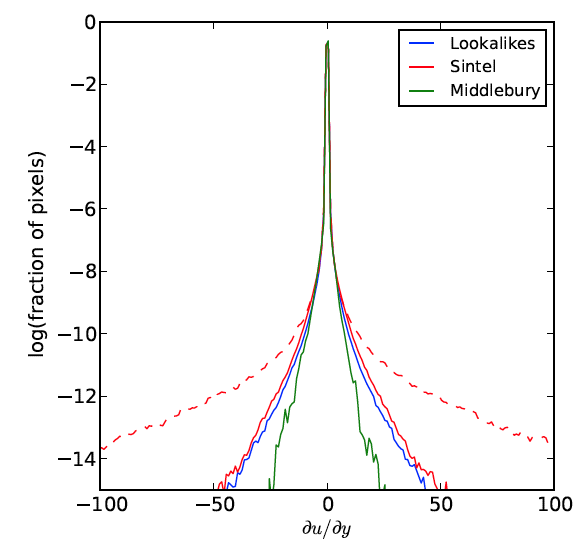 log(fraction of pixels)
0
−2
−4
−6
−8
−10
−12
−14
Lookalikes
Sintel
Middlebury
−100 −50 0 50 100
∂u/∂y